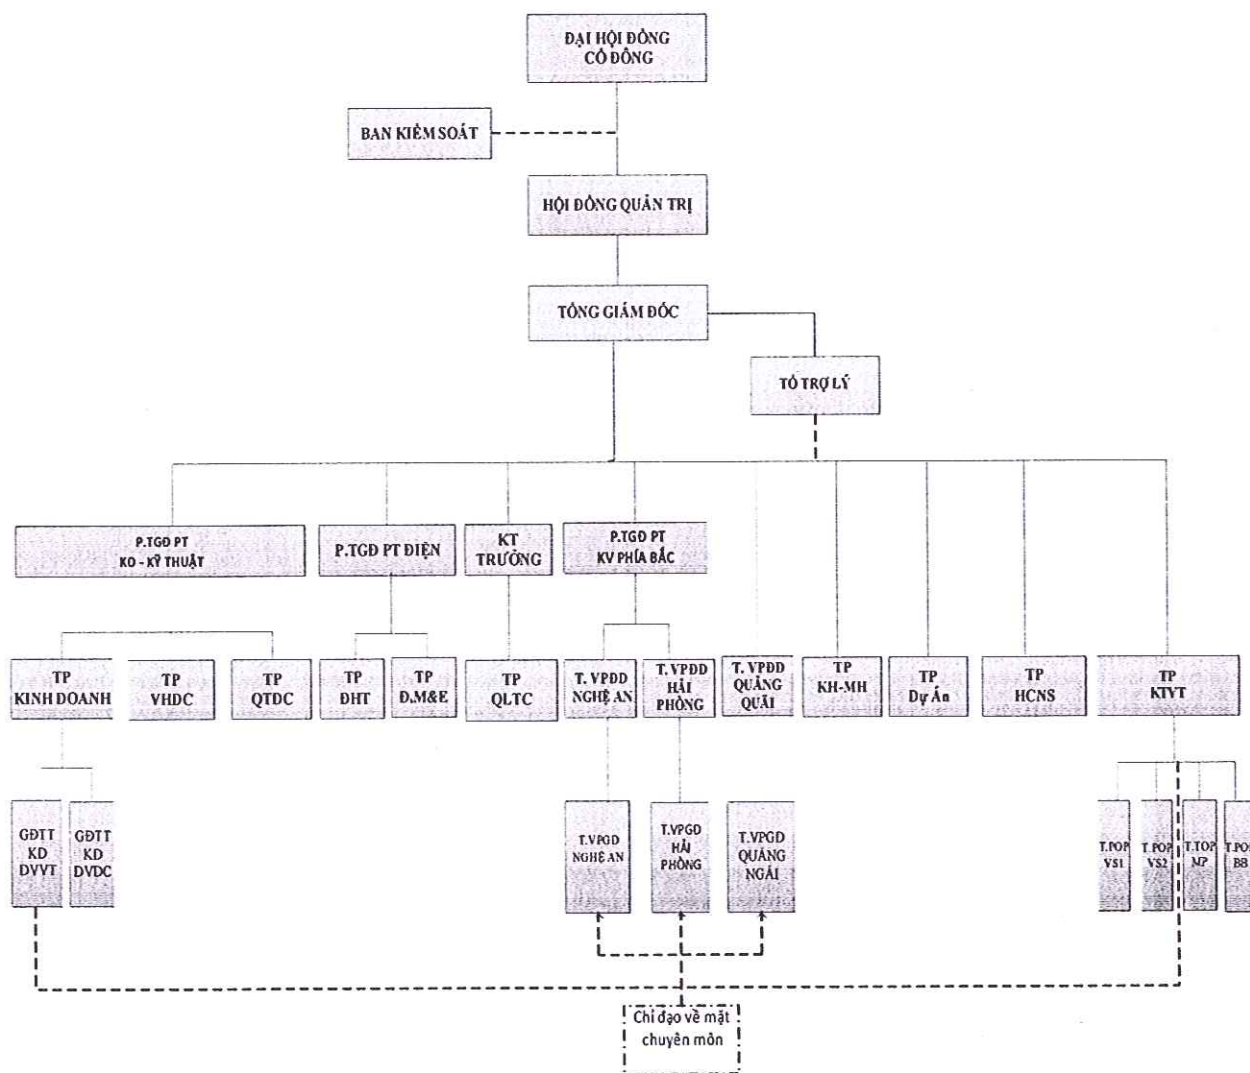 ĐẠI HỘI ĐỒNG
CỔ ĐÔNG
BAN KIỂM SOÁT
HỘI ĐỒNG QUẢN TRỊ
TỔNG GIÁM ĐỐC
TỔ TRỢ LÝ
P.TGĐ PT
KD - KỸ THUẬT
P.TGĐ PT ĐIỆN
KT
TRƯỞNG
P.TGĐ PT
KV PHÍA BẮC
TP
KINH DOANH
TP
VHDC
TP
QTDC
TP
ĐHT
TP
Đ,M&E
TP
QLTC
T. VPĐD
NGHỆ AN
T. VPĐD
HẢI
PHÒNG
T. VPĐD
QUẢNG
QUÃI
TP
KH-MH
TP
Dự Án
TP
HCNS
TP
KTVT
GĐTT
KD
DVVT
GĐTT
KD
DVDC
T.VPGD
NGHỆ AN
T.VPGD
HẢI
PHÒNG
T.VPGD
QUẢNG
NGÃI
T.POP
VS1
T.POP
VS2
T.TOP
MP
T.POP
BB
Chỉ đạo về mặt
chuyên môn